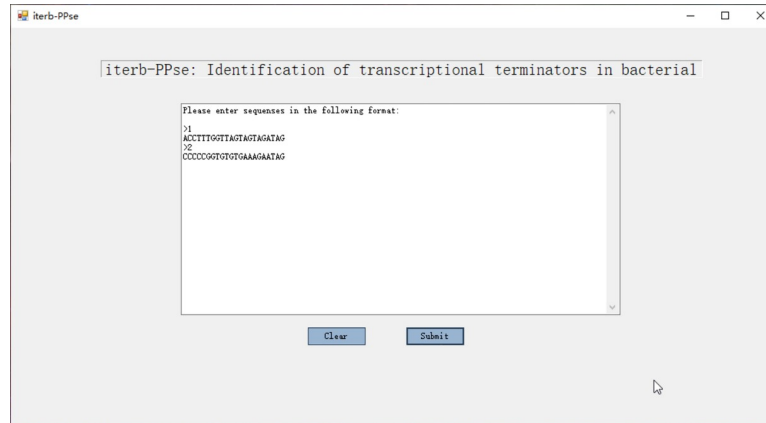 iterb-PPse
iterb-PPse: Identification of transcriptional terminators in bacterial
Please enter sequenses in the following format:
>1
ACCTTTGGTTAGTAGTAGATAG
>2
CCCCCGGTGTGTGAAAGAATAG
Clear
Submit